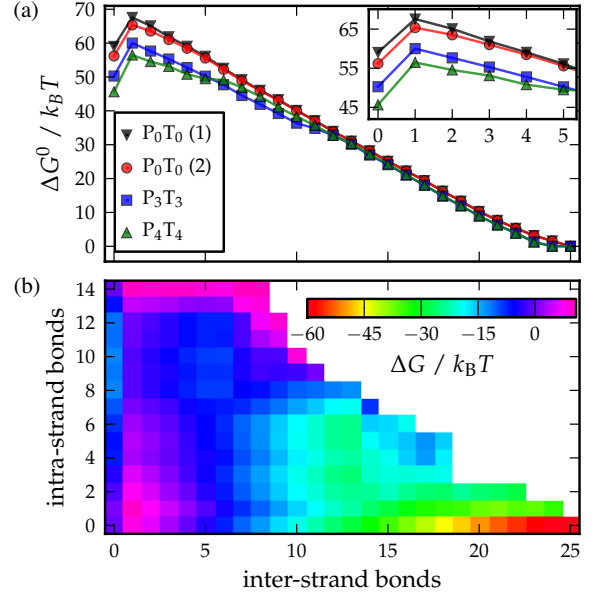 (a)
70
60
50
40
30
20
10
0
ΔG⁰ / k_BT
P₀T₀ (1)
P₀T₀ (2)
P₃T₃
P₄T₄
65
55
45
0 1 2 3 4 5
(b)
14
12
10
8
6
4
2
0
intra-strand bonds
−60 −45 −30 −15 0
ΔG / k_BT
0 5 10 15 20 25
inter-strand bonds